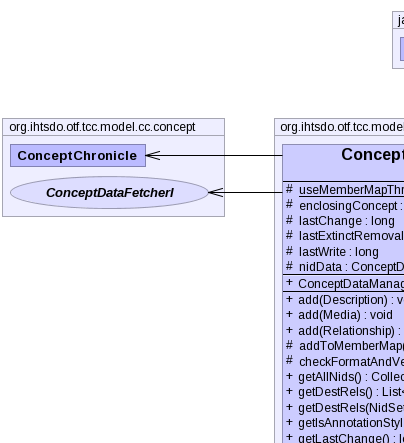 ja
org.ihtsdo.otf.tcc.model.cc.concept
ConceptChronicle
ConceptDataFetcherI
org.ihtsdo.otf.tcc.model
Concept
# useMemberMapThr
# enclosingConcept :
# lastChange : long
# lastExtinctRemoval
# lastWrite : long
# nidData : ConceptD
+ ConceptDataManag
+ add(Description) : v
+ add(Media) : void
+ add(Relationship) :
# addToMemberMap(
# checkFormatAndVe
+ getAllNids() : Collec
+ getDestRels() : List<
+ getDestRels(NidSet
+ getIsAnnotationStyl
+ getLastChange() : lo